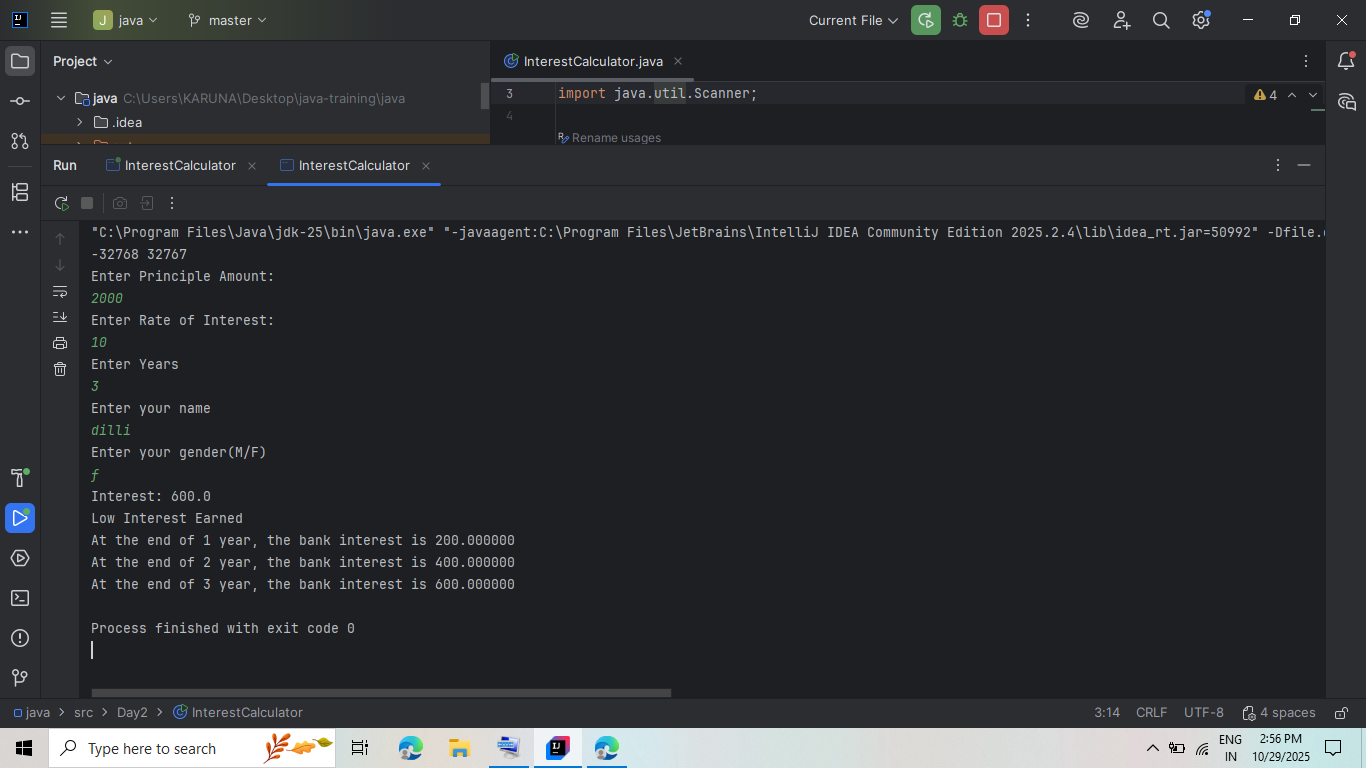 J java master Current File
Project
InterestCalculator.java
java C:\Users\KARUNA\Desktop\java-training\java
3 import java.util.Scanner; 4
.idea
4
Rename usages
Run InterestCalculator InterestCalculator
"C:\Program Files\Java\jdk-25\bin\java.exe" "-javaagent:C:\Program Files\JetBrains\IntelliJ IDEA Community Edition 2025.2.4\lib\idea_rt.jar=50992" -Dfile.
-32768 32767
Enter Principle Amount:
2000
Enter Rate of Interest:
10
Enter Years
3
Enter your name
dilli
Enter your gender(M/F)
f
Interest: 600.0
Low Interest Earned
At the end of 1 year, the bank interest is 200.000000
At the end of 2 year, the bank interest is 400.000000
At the end of 3 year, the bank interest is 600.000000
Process finished with exit code 0
java > src > Day2 > InterestCalculator 3:14 CRLF UTF-8 4 spaces
Type here to search
ENG
IN
2:56 PM
10/29/2025